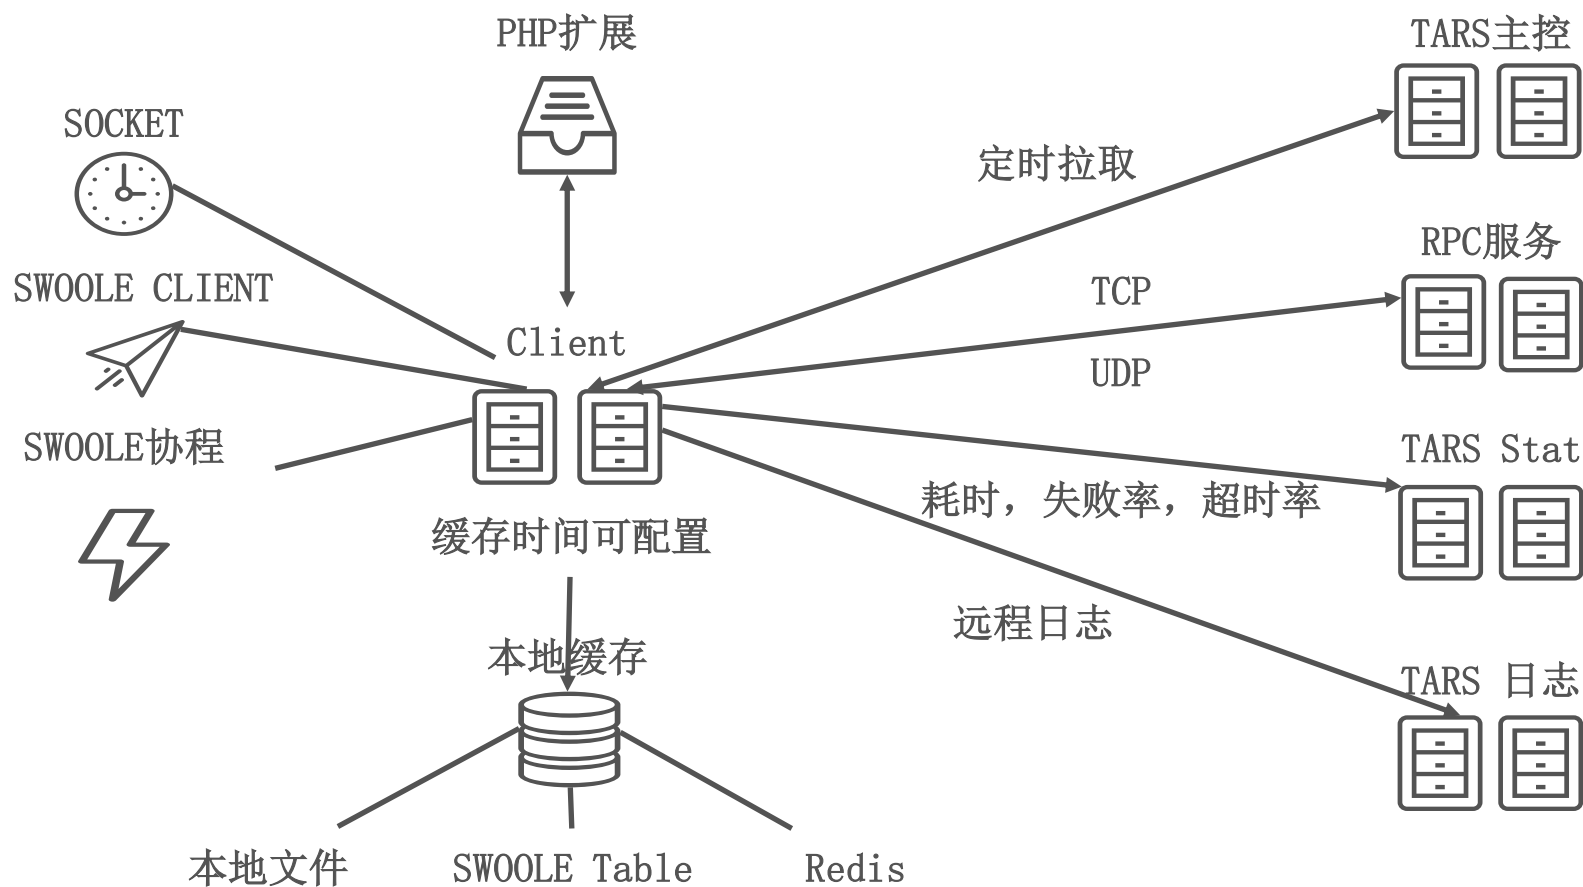 PHP扩展
TARS主控
SOCKET
定时拉取
RPC服务
SWOOLE CLIENT
TCP
Client
UDP
SWOOLE协程
TARS Stat
耗时，失败率，超时率
缓存时间可配置
远程日志
本地缓存
TARS 日志
本地文件
SWOOLE Table
Redis